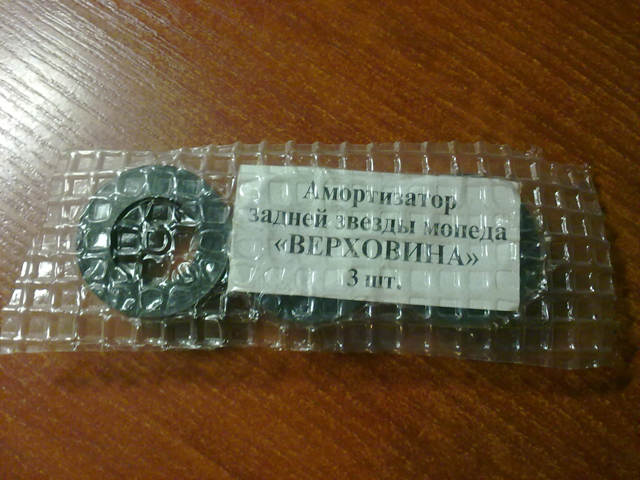 Амортизатор
задней звезды мопеда
«ВЕРХОВИНА»
3 шт.